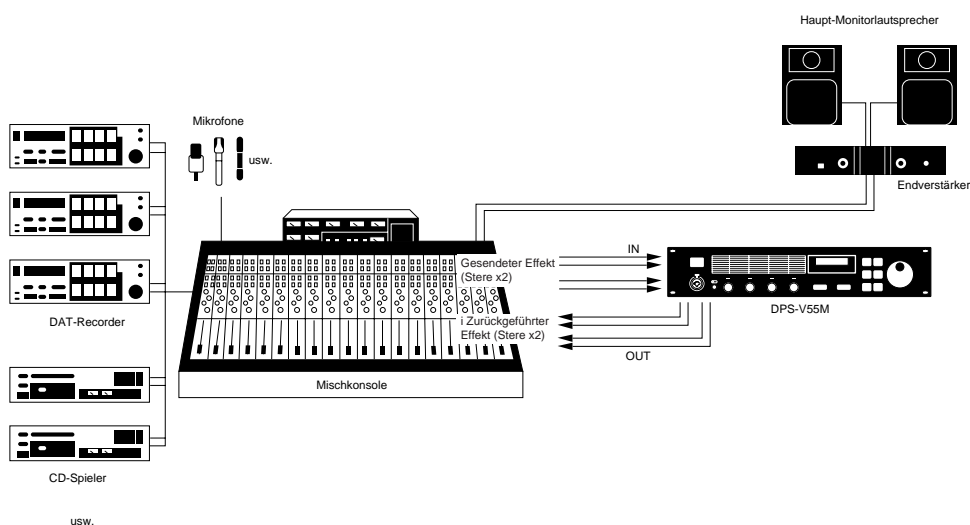 Haupt-Monitorlautsprecher
Mikrofone
usw.
Endverstärker
IN
Gesendeter Effekt
(Stere x2)
DPS-V55M
DAT-Recorder
i Zurückgeführter
Effekt (Stere x2)
OUT
Mischkonsole
CD-Spieler
usw.